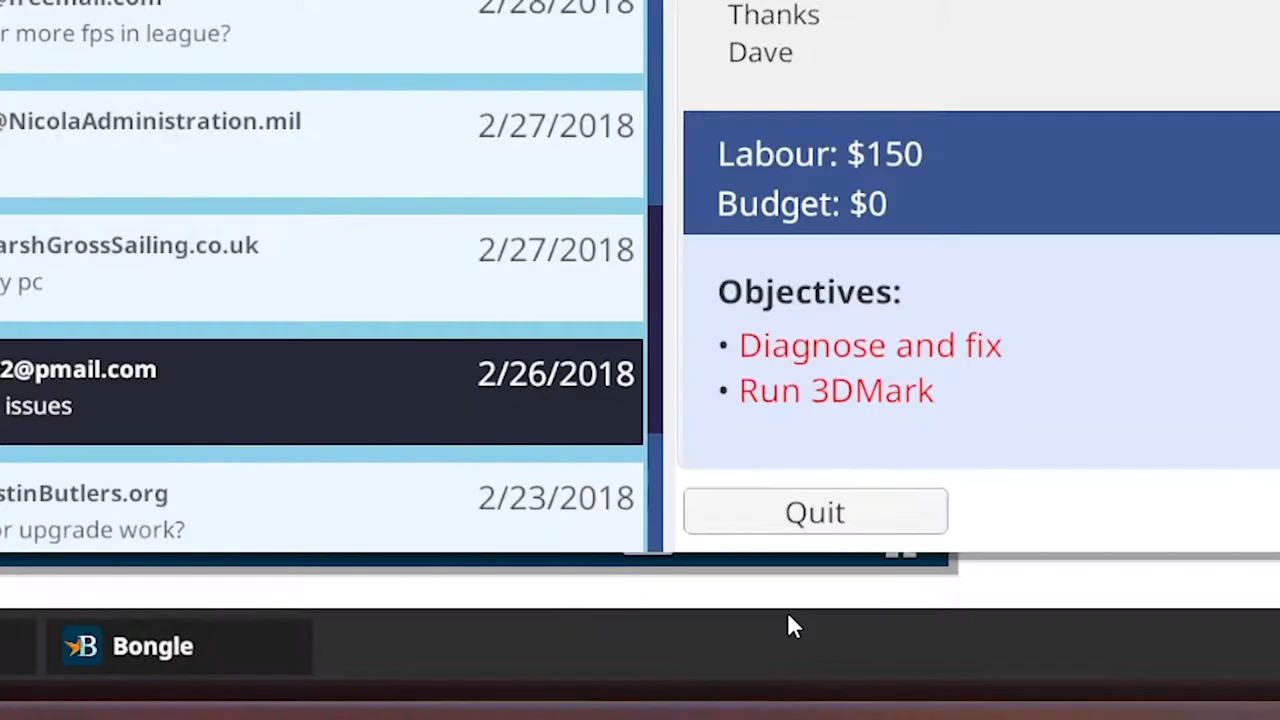 2/28/2018
r more fps in league?
@NicolaAdministration.mil
2/27/2018
arshGrossSailing.co.uk
2/27/2018
y pc
2@pmail.com
2/26/2018
issues
stinButlers.org
2/23/2018
or upgrade work?
Thanks
Dave
Labour: $150
Budget: $0
Objectives:
• Diagnose and fix
• Run 3DMark
Quit
B Bongle